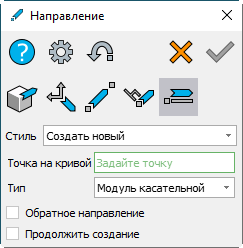 Направление
Стиль Создать новый
Точка на кривой Задайте точку
Тип Модуль касательной
Обратное направление
Продолжить создание